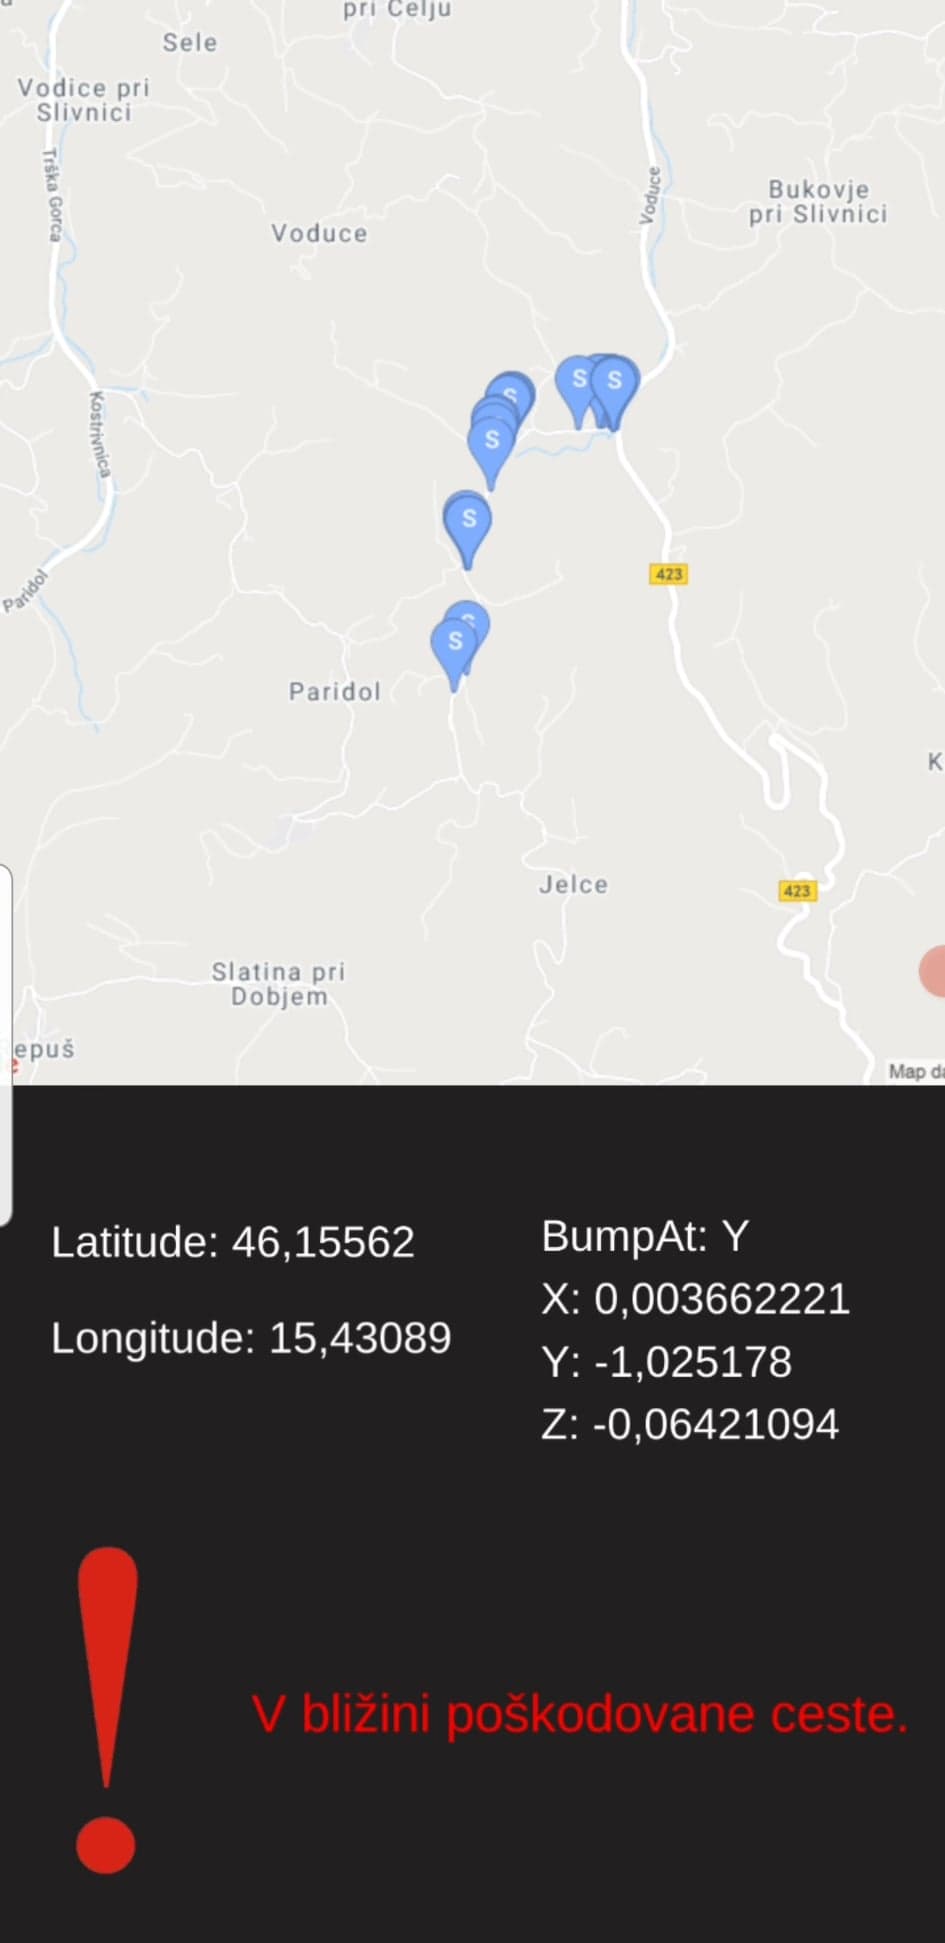 pri Celju
Sele
Vodice pri
Slivnici
Trška Gorca
Voduce
Bukovje
pri Slivnici
Voduce
S
S
S
S
S
S
S
Kostrivnica
Paridol
423
Paridol
K
Jelce
423
Slatina pri
Dobjem
epuš
Map da
Latitude: 46,15562
Longitude: 15,43089
BumpAt: Y
X: 0,003662221
Y: -1,025178
Z: -0,06421094
V bližini poškodovane ceste.